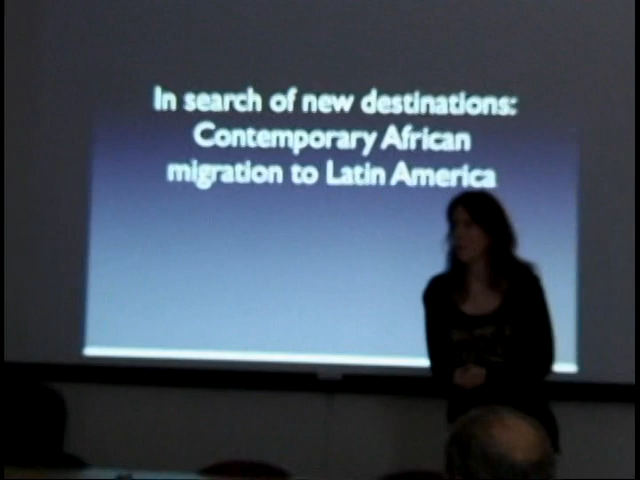 In search of new destinations:
Contemporary African
migration to Latin America